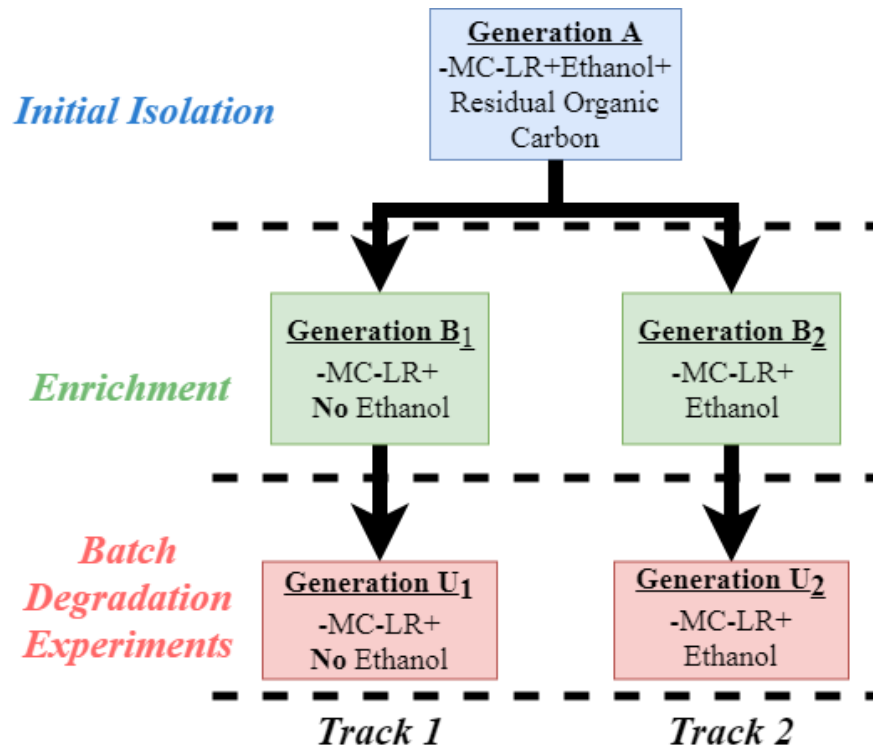 Generation A
-MC-LR+Ethanol+
Residual Organic
Carbon
Initial Isolation
Generation B1
-MC-LR+
No Ethanol
Generation B2
-MC-LR+
Ethanol
Enrichment
Generation U1
-MC-LR+
No Ethanol
Generation U2
-MC-LR+
Ethanol
Batch
Degradation
Experiments
Track 1
Track 2